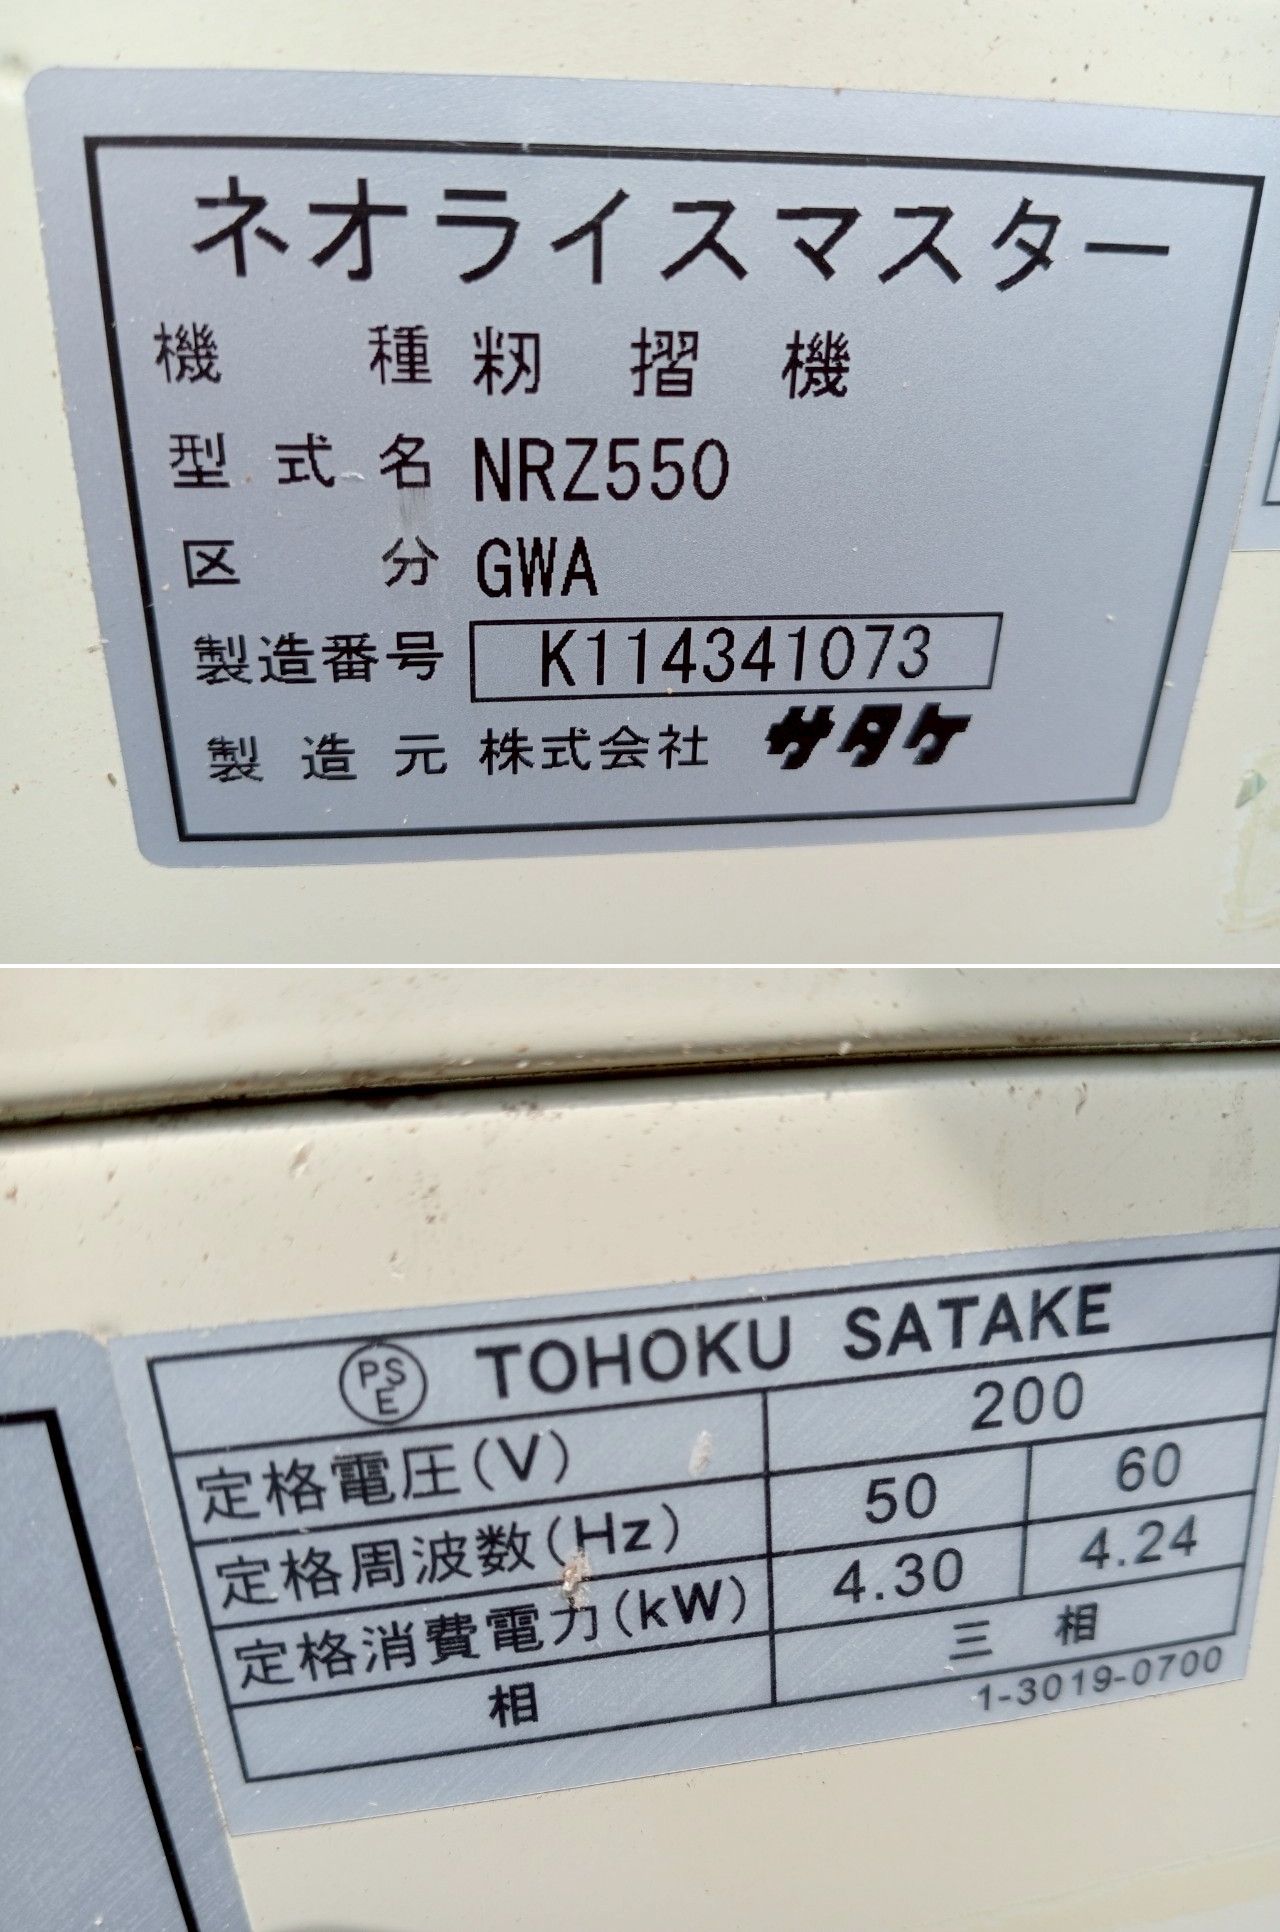 ネオライスマスター
機種 籾摺機
型式名 NRZ550
区分 GWA
製造番号 K114341073
製造元 株式会社 サタケ
PSE TOHOKU SATAKE
定格電圧(V) 200
定格周波数(Hz) 50 60
定格消費電力(kW) 4.30 4.24
相 三相
1-3019-0700